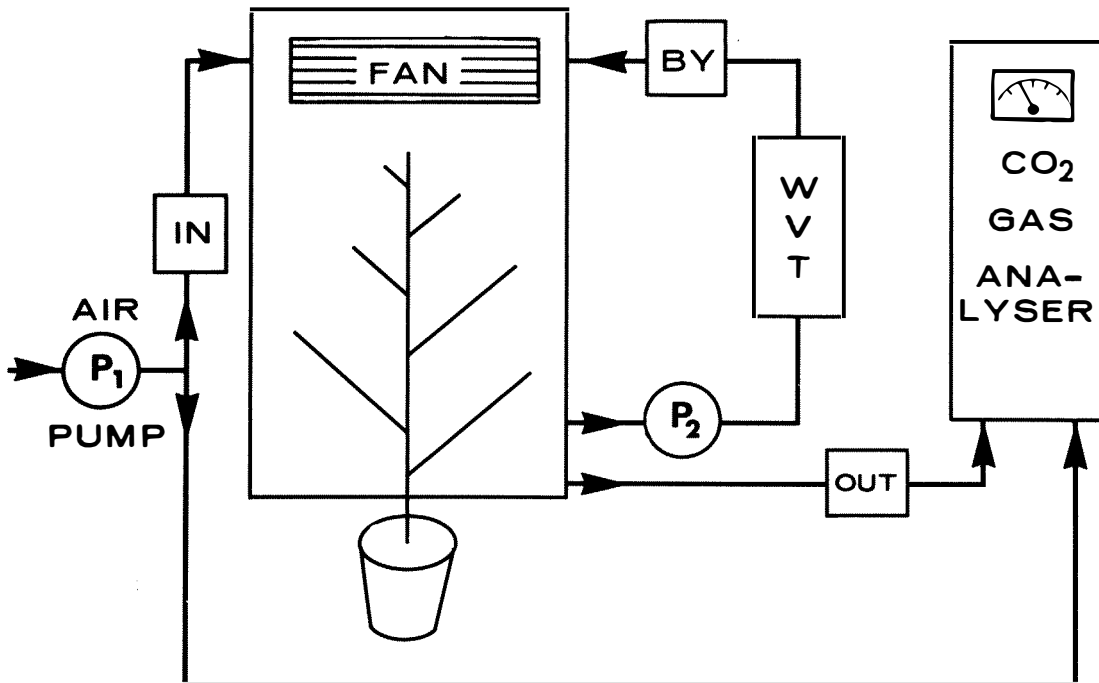 FAN
BY
IN
W
V
T
CO₂
GAS
ANA-
LYSER
AIR
P₁
PUMP
P₂
OUT